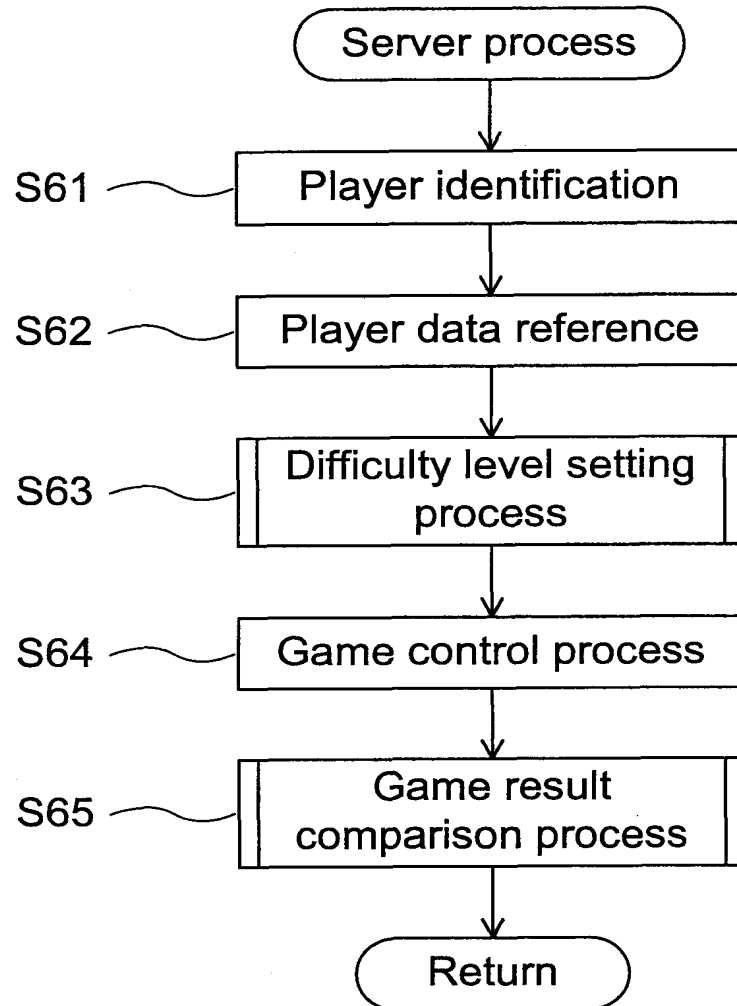 Server process
S61
Player identification
S62
Player data reference
S63
Difficulty level setting
process
S64
Game control process
S65
Game result
comparison process
Return